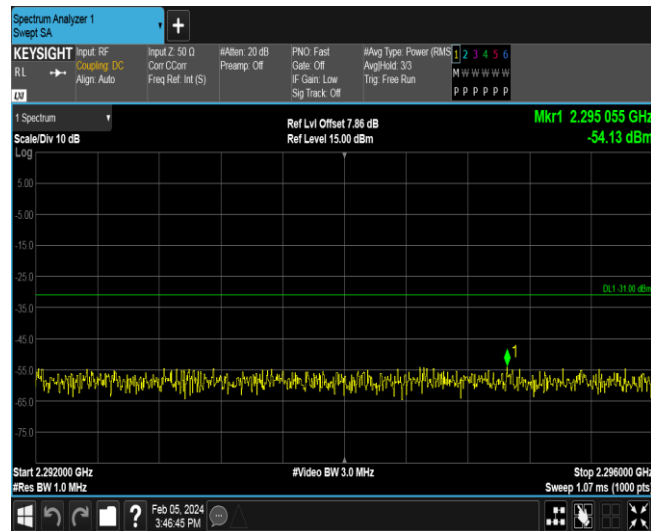 Spectrum Analyzer 1
Swept SA
+
KEYSIGHT
RL
LXI
Input: RF
Coupling: DC
Align: Auto
Input Z: 50 Ω
Corr CCorr
Freq Ref: Int (S)
#Atten: 20 dB
Preamp: Off
PNO: Fast
Gate: Off
IF Gain: Low
Sig Track: Off
#Avg Type: Power (RMS
Avg|Hold: 3/3
Trig: Free Run
1 2 3 4 5 6
M W W W W W
P P P P P P
1 Spectrum
Scale/Div 10 dB
Log
Ref Lvl Offset 7.86 dB
Ref Level 15.00 dBm
Mkr1 2.295 055 GHz
-54.13 dBm
5.00
-5.00
-15.0
-25.0
DL1 -31.00 dBm
-35.0
-45.0
1
-55.0
-65.0
-75.0
Start 2.292000 GHz
#Res BW 1.0 MHz
#Video BW 3.0 MHz
Stop 2.296000 GHz
Sweep 1.07 ms (1000 pts)
?
Feb 05, 2024
3:46:45 PM